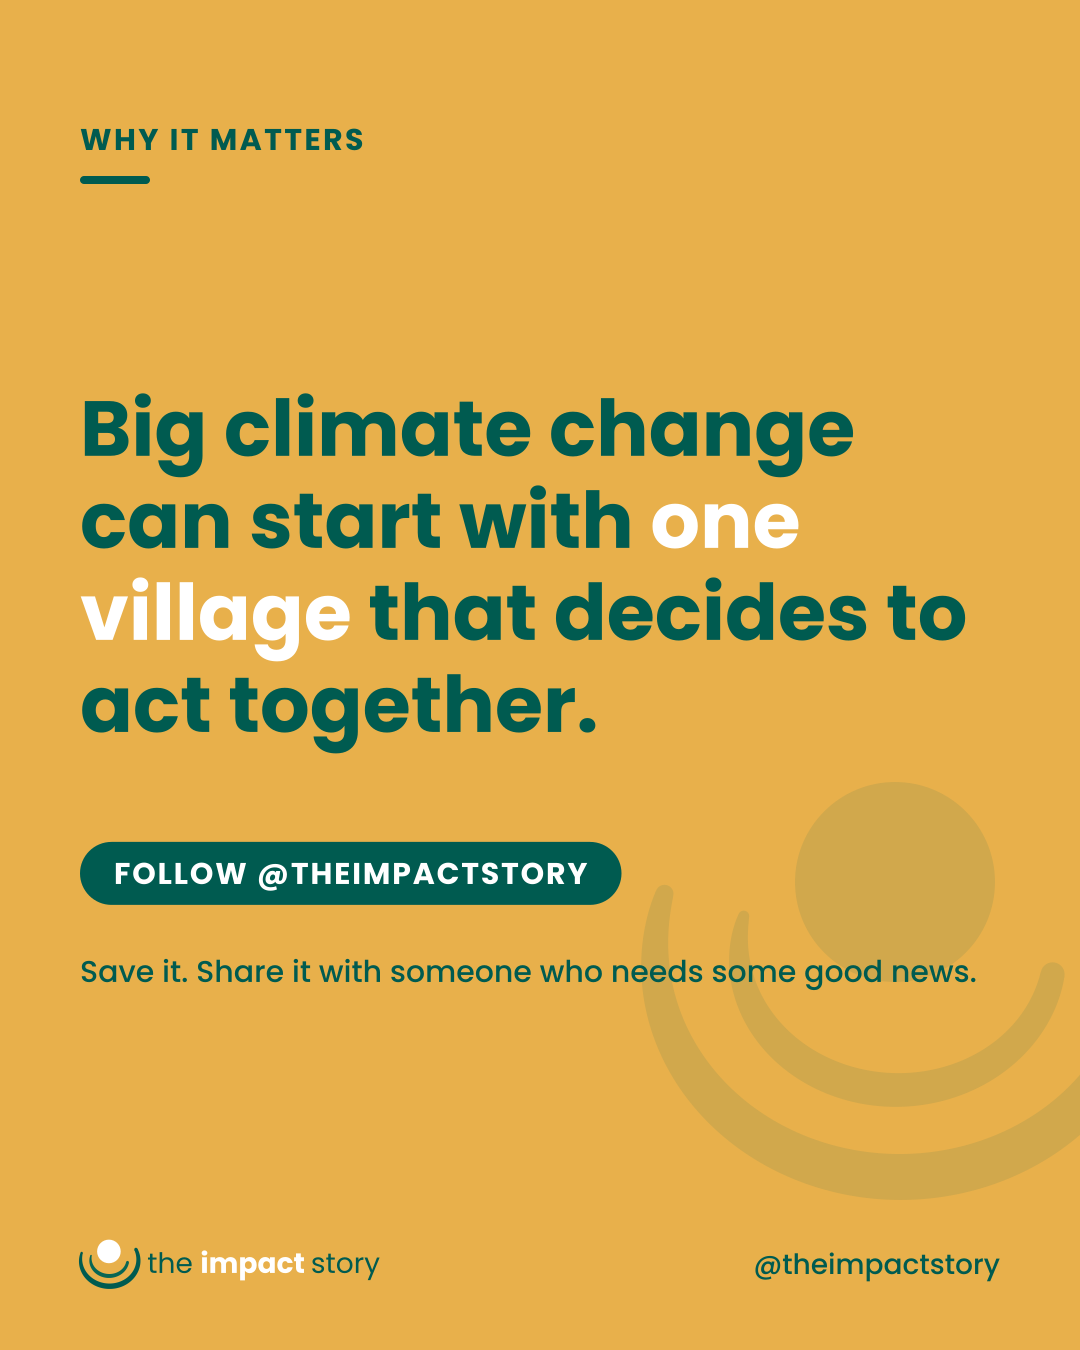 WHY IT MATTERS
Big climate change
can start with one
village that decides to
act together.
FOLLOW @THEIMPACTSTORY
Save it. Share it with someone who needs some good news.
the impact story
@theimpactstory